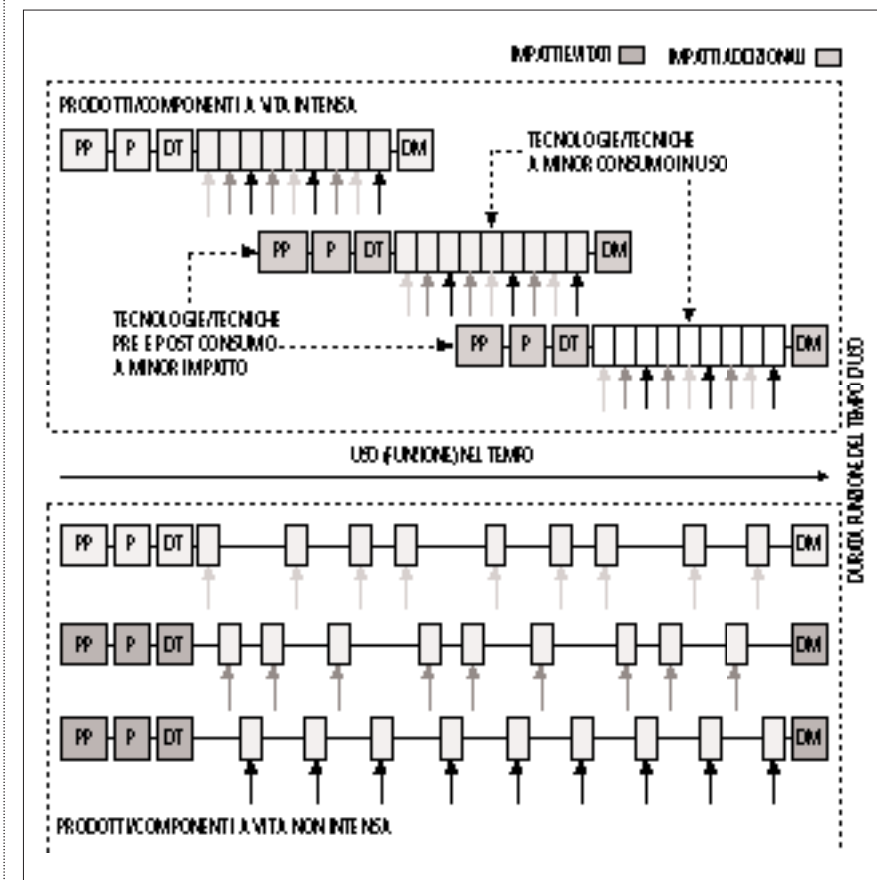 IMPATTI EVITATI
IMPATTI ADDIZIONALI
PRODOTTI/COMPONENTI A VITA INTENSA
PP P DT DM
TECNOLOGIE/TECNICHE
A MINOR CONSUMO IN USO
PP P DT DM
TECNOLOGIE/TECNICHE
PRE E POST CONSUMO
A MINOR IMPATTO
PP P DT DM
USO (FUNZIONE) NEL TEMPO
DURATA FUNZIONE DEL TEMPO D'USO
PP P DT DM
PP P DT DM
PP P DT DM
PRODOTTI/COMPONENTI A VITA NON INTENSA